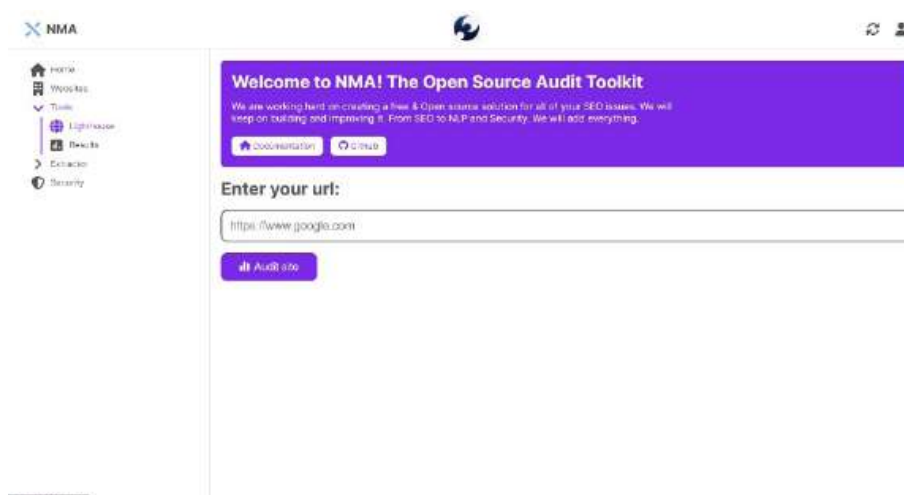 NMA
Home
Websites
Tools
Lighthouse
Results
Extractor
Security
Welcome to NMA! The Open Source Audit Toolkit
We are working hard on creating a free & Open source solution for all of your SEO issues. We will
keep on building and improving it. From SEO to NLP and Security. We will add everything.
Documentation
GitHub
Enter your url:
https://www.google.com
Audit site